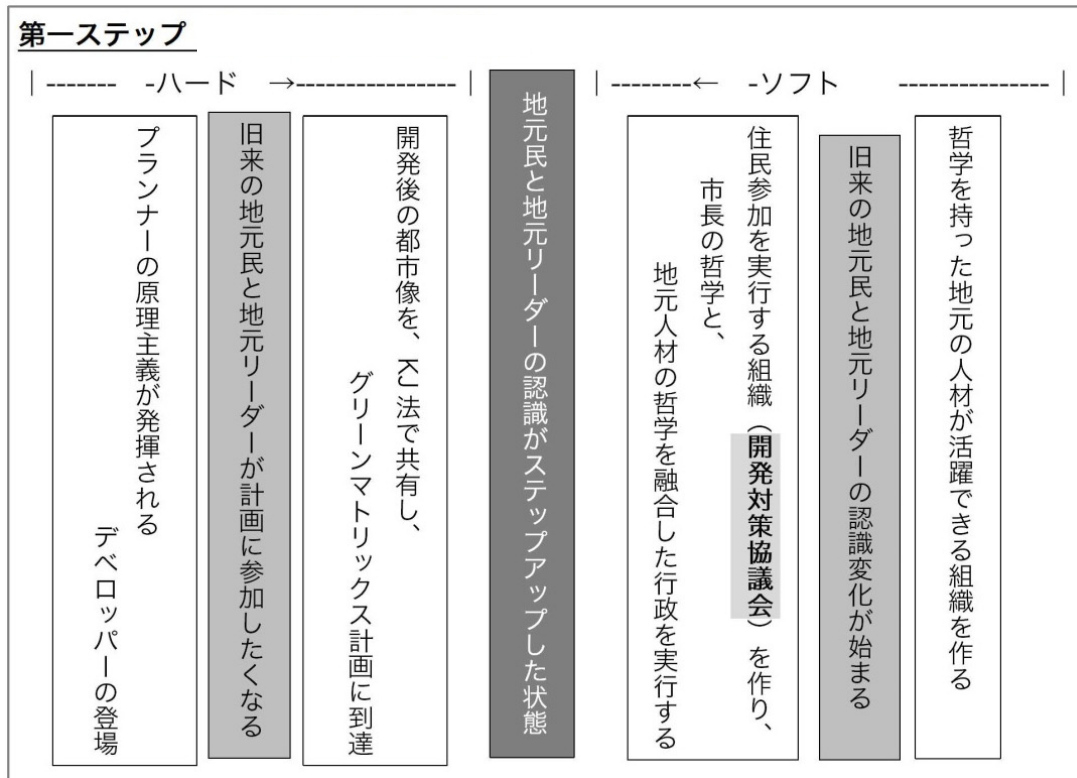 第一ステップ
|------- -ハード →----------------|
|--------← -ソフト ---------------|
プランナーの原理主義が発揮される
デベロッパーの登場
旧来の地元民と地元リーダーが計画に参加したくなる
開発後の都市像を、KJ法で共有し、
グリーンマトリックス計画に到達
地元民と地元リーダーの認識がステップアップした状態
住民参加を実行する組織(開発対策協議会)を作り、
市長の哲学と、
地元人材の哲学を融合した行政を実行する
旧来の地元民と地元リーダーの認識変化が始まる
哲学を持った地元の人材が活躍できる組織を作る